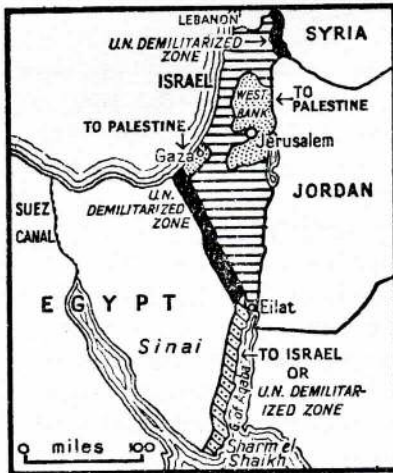 LEBANON
U.N. DEMILITARIZED
ZONE
SYRIA
ISRAEL
WEST
BANK
TO
PALESTINE
TO PALESTINE
Gaza
Jerusalem
U.N.
DEMILITARIZED
ZONE
JORDAN
SUEZ
CANAL
EGYPT
Sinai
Eilat
TO ISRAEL
OR
U.N. DEMILITAR-
IZED ZONE
G. of Aqaba
Sharm el
Shaikh
0 miles 100